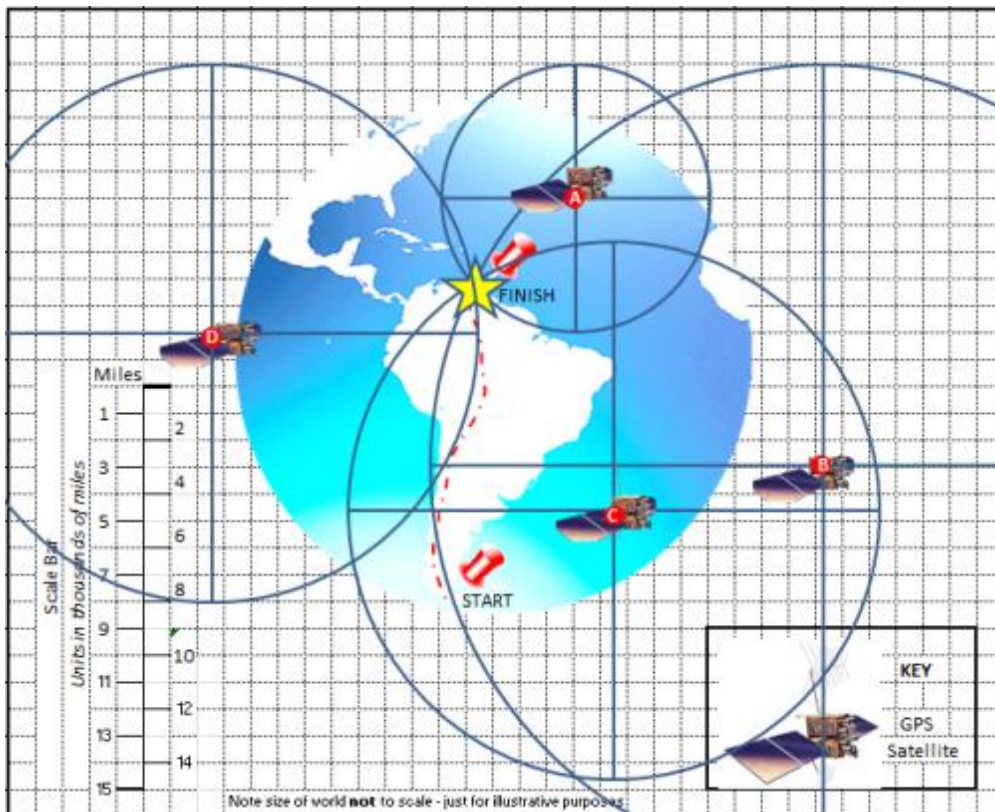 A
FINISH
D
Miles
1
2
3
B
4
C
5
6
7
8
START
9
10
11
12
13
14
15
Scale Bar
Units in thousands of miles
KEY
GPS
Satellite
Note size of world not to scale - just for illustrative purposes